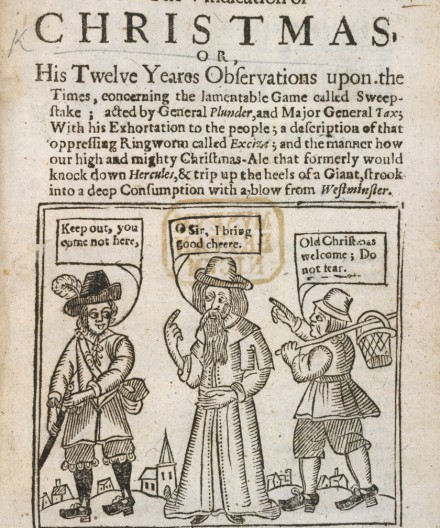 The Vindication of
K
CHRISTMAS,
OR,
His Twelve Yeares Obſervations upon the
Times, concerning the lamentable Game called Sweep-
ſtake; acted by General Plunder, and Major General Tax;
With his Exhortation to the people; a deſcription of that
oppreſſing Ringworm called Excize; and the manner how
our high and mighty Chriſtmas-Ale that formerly would
knock down Hercules, & trip up the heels of a Giant, ſtrook
into a deep Conſumption with a blow from Weſtminſter.
Keep out, you
come not here,
O Sir, I bring
good cheere.
Old Chriſtmas
welcome; Do
not fear.